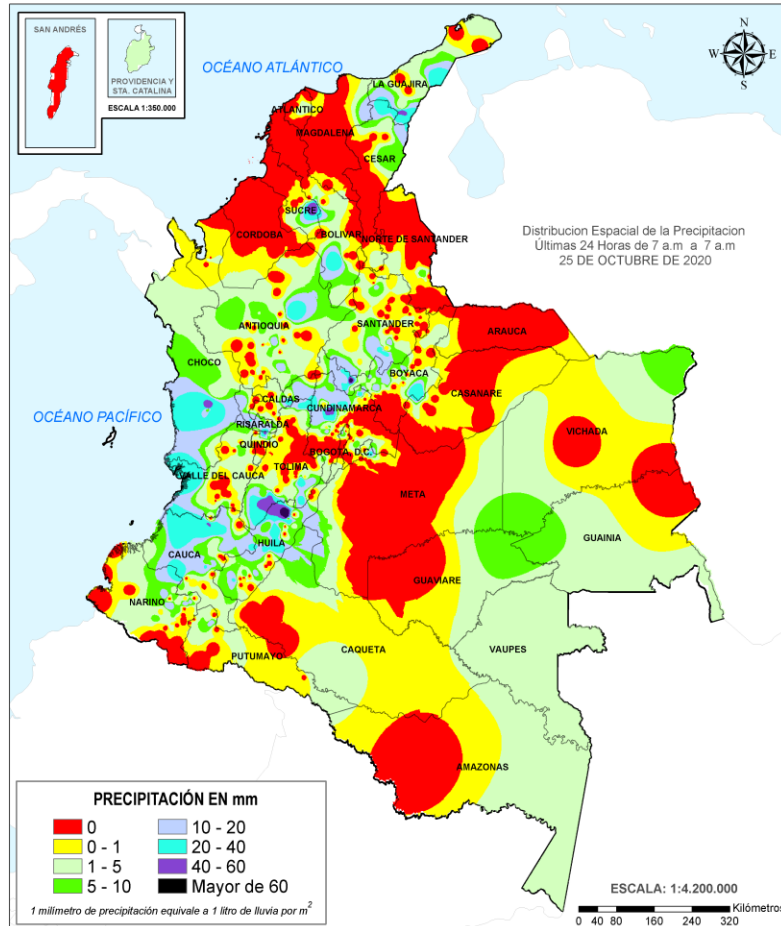 SAN ANDRÉS
PROVIDENCIA Y
STA. CATALINA
ESCALA 1:350.000
OCÉANO ATLÁNTICO
N
W E
S
LA GUAJIRA
ATLANTICO
MAGDALENA
CESAR
SUCRE
CORDOBA
BOLIVAR
NORTE DE SANTANDER
Distribucion Espacial de la Precipitacion
Últimas 24 Horas de 7 a.m a 7 a.m
25 DE OCTUBRE DE 2020
ANTIOQUIA
SANTANDER
ARAUCA
CHOCO
BOYACA
CASANARE
OCÉANO PACÍFICO
CALDAS
CUNDINAMARCA
RISARALDA
VICHADA
QUINDIO
BOGOTA, D.C.
TOLIMA
VALLE DEL CAUCA
META
GUAINIA
CAUCA
HUILA
GUAVIARE
NARINO
PUTUMAYO
CAQUETA
VAUPES
AMAZONAS
PRECIPITACIÓN EN mm
0
10 - 20
0 - 1
20 - 40
1 - 5
40 - 60
5 - 10
Mayor de 60
1 milímetro de precipitación equivale a 1 litro de lluvia por m²
ESCALA: 1:4.200.000
Kilómetros
0 40 80 160 240 320